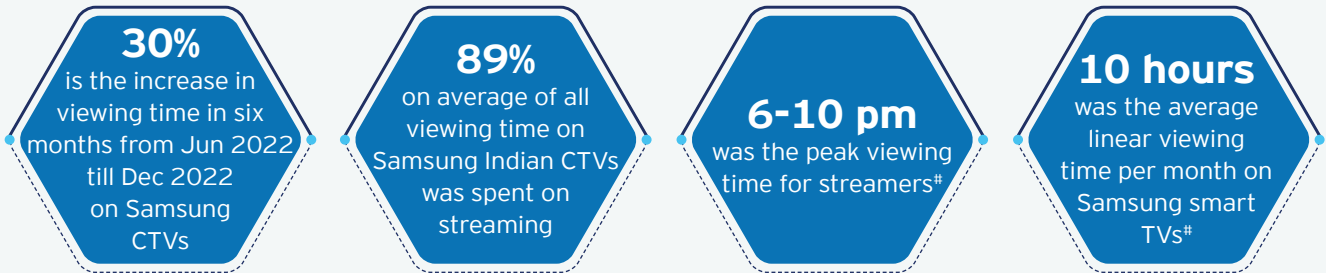 30%
is the increase in
viewing time in six
months from Jun 2022
till Dec 2022
on Samsung
CTVs
89%
on average of all
viewing time on
Samsung Indian CTVs
was spent on
streaming
6-10 pm
was the peak viewing
time for streamers#
10 hours
was the average
linear viewing
time per month on
Samsung smart
TVs#